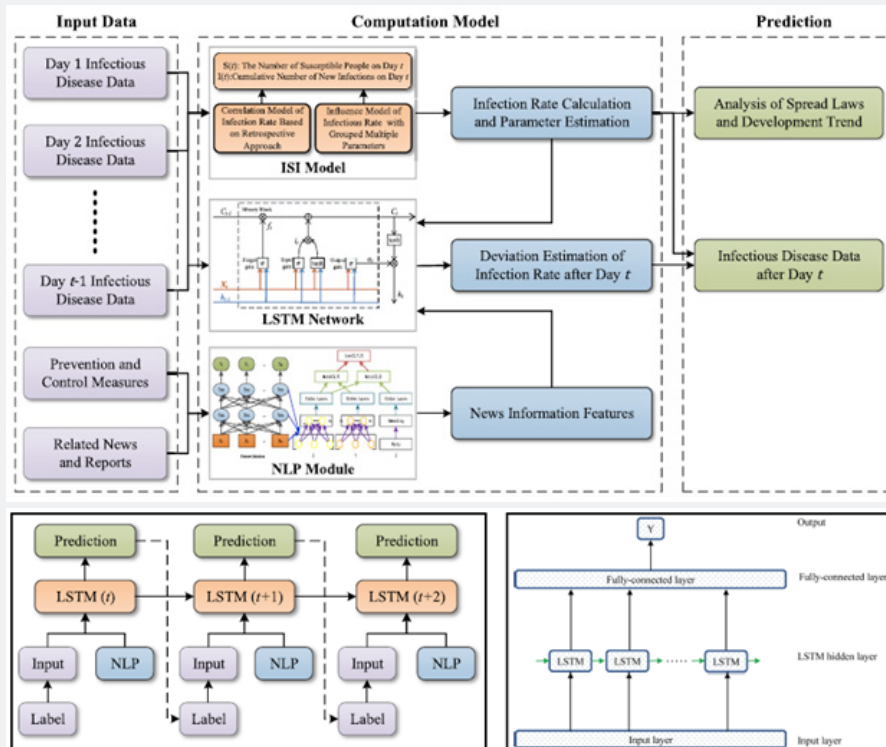 Input Data
Computation Model
Prediction
Day 1 Infectious
Disease Data
Day 2 Infectious
Disease Data
Day t-1 Infectious
Disease Data
Prevention and
Control Measures
Related News
and Reports
S(t): The Number of Susceptible People on Day t
I(t):Cumulative Number of New Infections on Day t
Correlation Model of
Infection Rate Based
on Retrospective
Approach
Influence Model of
Infectious Rate with
Grouped Multiple
Parameters
ISI Model
LSTM Network
NLP Module
Infection Rate Calculation
and Parameter Estimation
Deviation Estimation of
Infection Rate after Day t
News Information Features
Analysis of Spread Laws
and Development Trend
Infectious Disease Data
after Day t
Prediction
Prediction
Prediction
LSTM (t)
LSTM (t+1)
LSTM (t+2)
Input
NLP
Input
NLP
Input
NLP
Label
Label
Label
Y
Output
Fully-connected layer
Fully-connected layer
LSTM
LSTM
LSTM
LSTM hidden layer
Input layer
Input layer